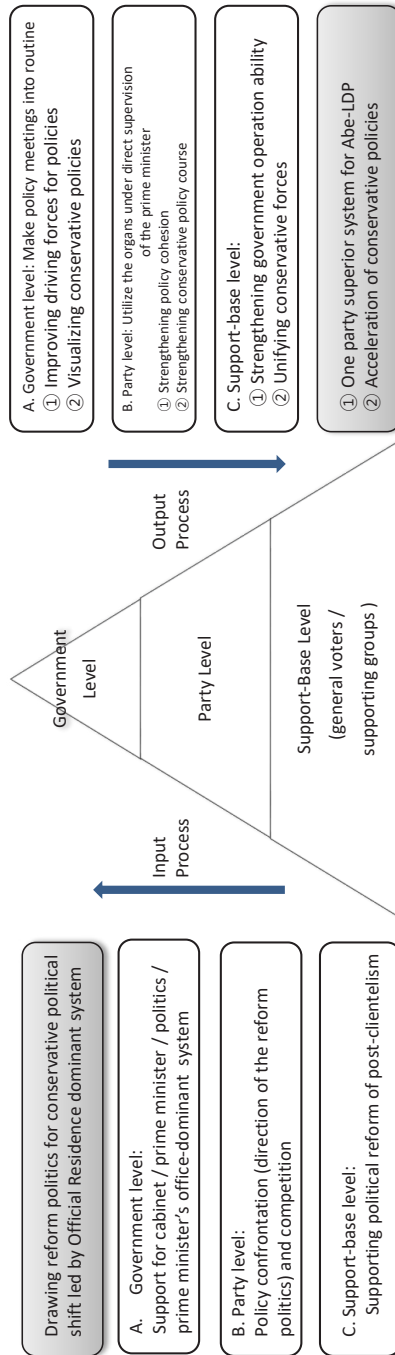 Drawing reform politics for conservative political
shift led by Official Residence dominant system
A. Government level:
Support for cabinet / prime minister / politics /
prime minister's office-dominant system
B. Party level:
Policy confrontation (direction of the reform
politics) and competition
C. Support-base level:
Supporting political reform of post-clientelism
Input
Process
Government
Level
Party Level
Support-Base Level
(general voters /
supporting groups )
Output
Process
A. Government level: Make policy meetings into routine
① Improving driving forces for policies
② Visualizing conservative policies
B. Party level: Utilize the organs under direct supervision
of the prime minister
① Strengthening policy cohesion
② Strengthening conservative policy course
C. Support-base level:
① Strengthening government operation ability
② Unifying conservative forces
① One party superior system for Abe-LDP
② Acceleration of conservative policies